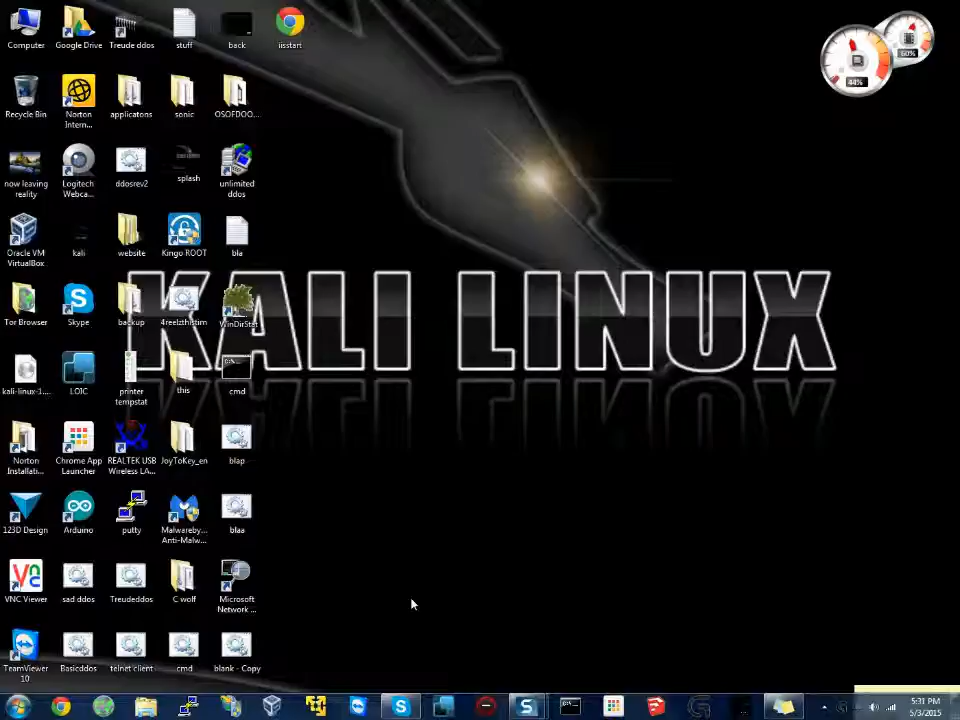 Computer
Google Drive
Treude ddos
stuff
back
iisstart
44%
60%
Recycle Bin
Norton
Intern...
applicatons
sonic
OSOFDOO...
now leaving
reality
Logitech
Webca...
ddosrev2
splash
unlimited
ddos
Oracle VM
VirtualBox
kali
website
Kingo ROOT
bla
KALI LINUX
Tor Browser
Skype
backup
4reelzthistim
WinDirStat
kali-linux-1....
LOIC
printer
tempstat
this
cmd
Norton
Installati...
Chrome App
Launcher
REALTEK USB
Wireless LA...
JoyToKey_en
blap
123D Design
Arduino
putty
Malwareby...
Anti-Malw...
blaa
VNC Viewer
sad ddos
Treudeddos
C wolf
Microsoft
Network ...
TeamViewer
10
Basicddos
telnet client
cmd
blank - Copy
5:31 PM
5/3/2015